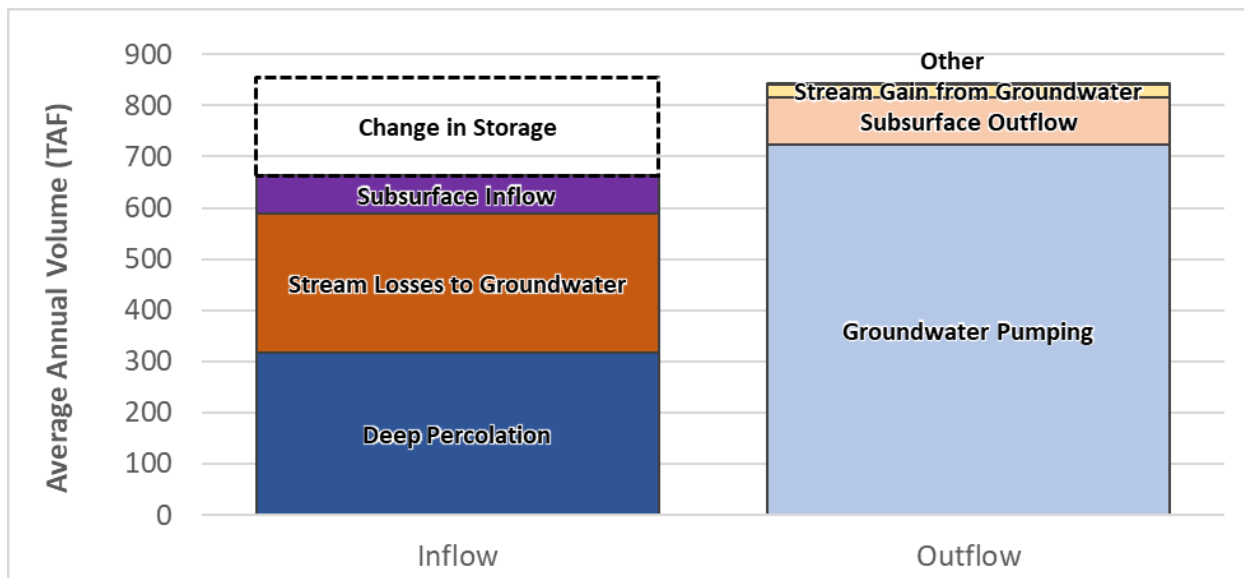 Average Annual Volume (TAF)
900
800
700
600
500
400
300
200
100
0
Change in Storage
Subsurface Inflow
Stream Losses to Groundwater
Deep Percolation
Other
Stream Gain from Groundwater
Subsurface Outflow
Groundwater Pumping
Inflow
Outflow